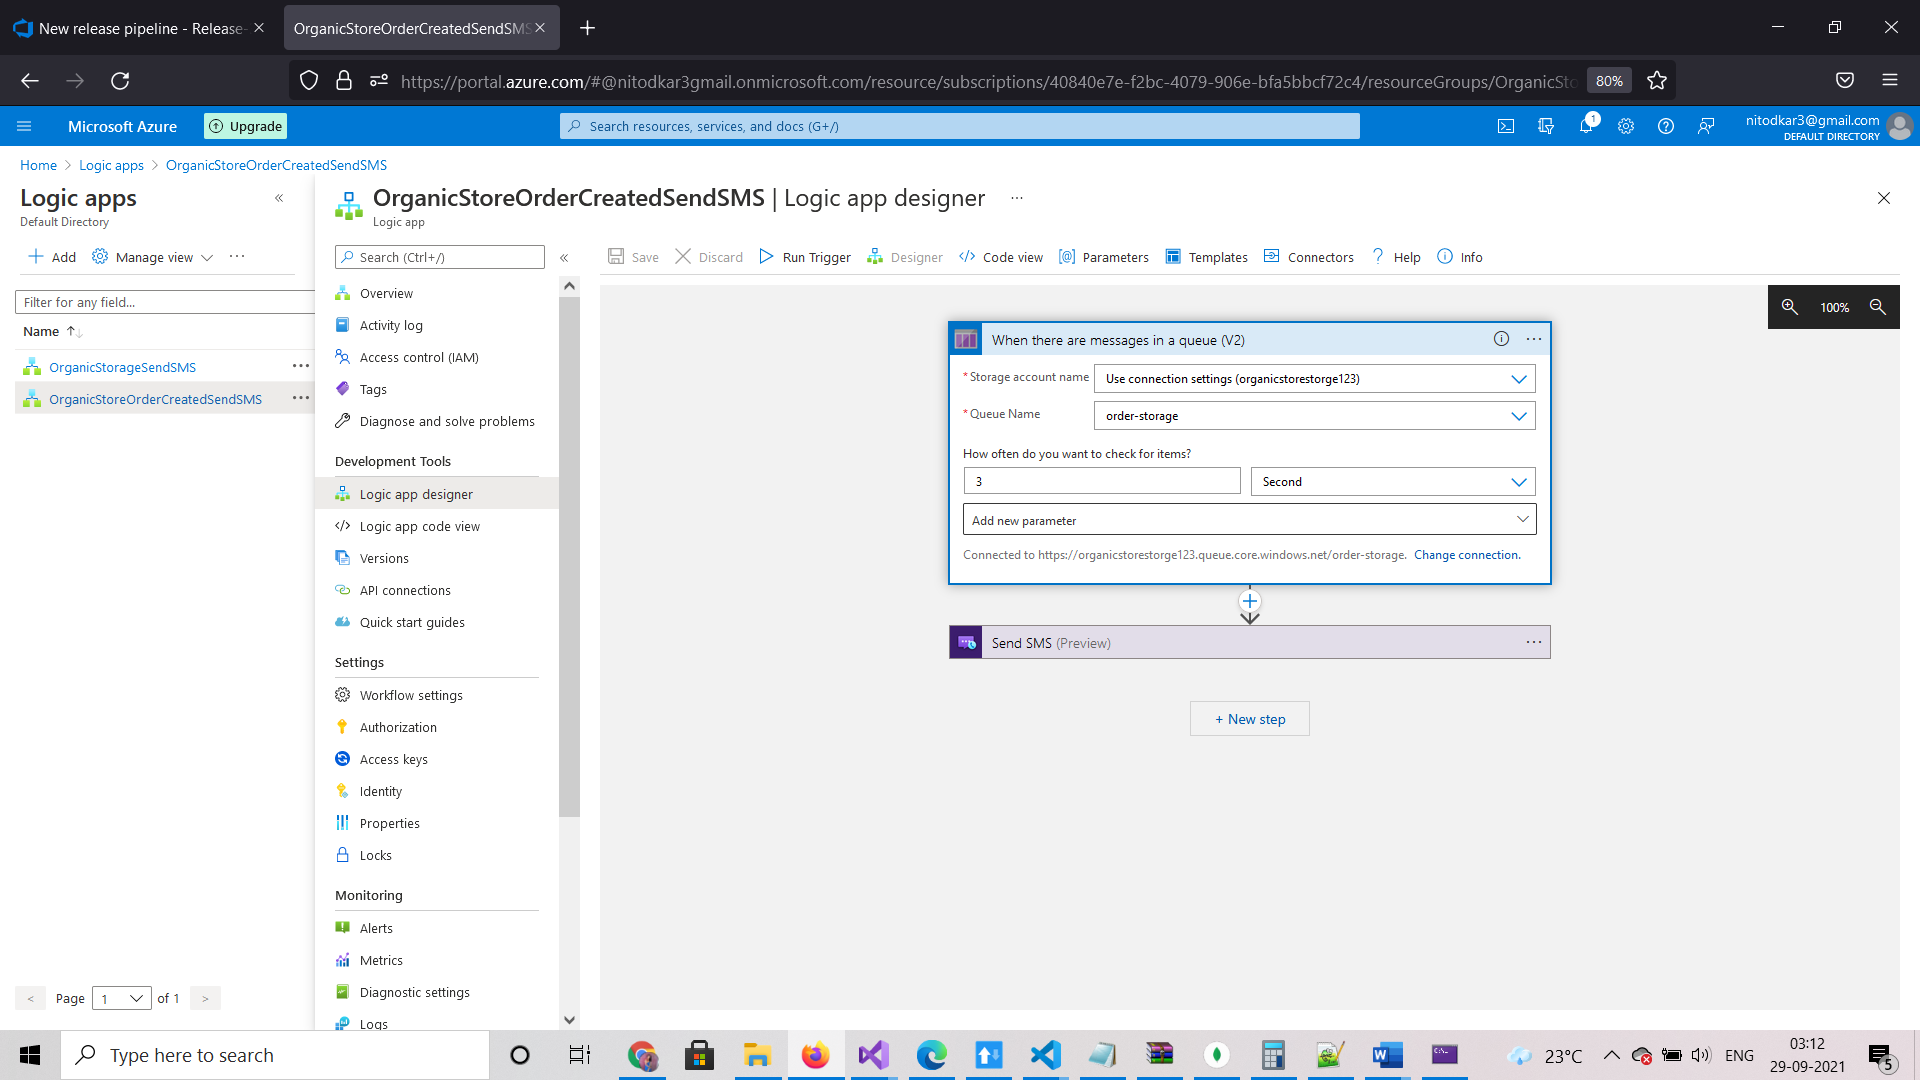 New release pipeline - Release-
OrganicStoreOrderCreatedSendSMS
https://portal.azure.com/#@nitodkar3gmail.onmicrosoft.com/resource/subscriptions/40840e7e-f2bc-4079-906e-bfa5bbcf72c4/resourceGroups/OrganicSto
80%
Microsoft Azure
Upgrade
Search resources, services, and docs (G+/)
1
nitodkar3@gmail.com
DEFAULT DIRECTORY
Home > Logic apps > OrganicStoreOrderCreatedSendSMS
Logic apps
Default Directory
Add
Manage view
Filter for any field...
Name
OrganicStorageSendSMS
OrganicStoreOrderCreatedSendSMS
< Page 1 of 1 >
OrganicStoreOrderCreatedSendSMS | Logic app designer
Logic app
Search (Ctrl+/)
Overview
Activity log
Access control (IAM)
Tags
Diagnose and solve problems
Development Tools
Logic app designer
Logic app code view
Versions
API connections
Quick start guides
Settings
Workflow settings
Authorization
Access keys
Identity
Properties
Locks
Monitoring
Alerts
Metrics
Diagnostic settings
Logs
Save
Discard
Run Trigger
Designer
Code view
Parameters
Templates
Connectors
Help
Info
100%
When there are messages in a queue (V2)
* Storage account name
Use connection settings (organicstorestorge123)
* Queue Name
order-storage
How often do you want to check for items?
3
Second
Add new parameter
Connected to https://organicstorestorge123.queue.core.windows.net/order-storage. Change connection.
Send SMS (Preview)
+ New step
Type here to search
23°C
ENG
03:12
29-09-2021
5